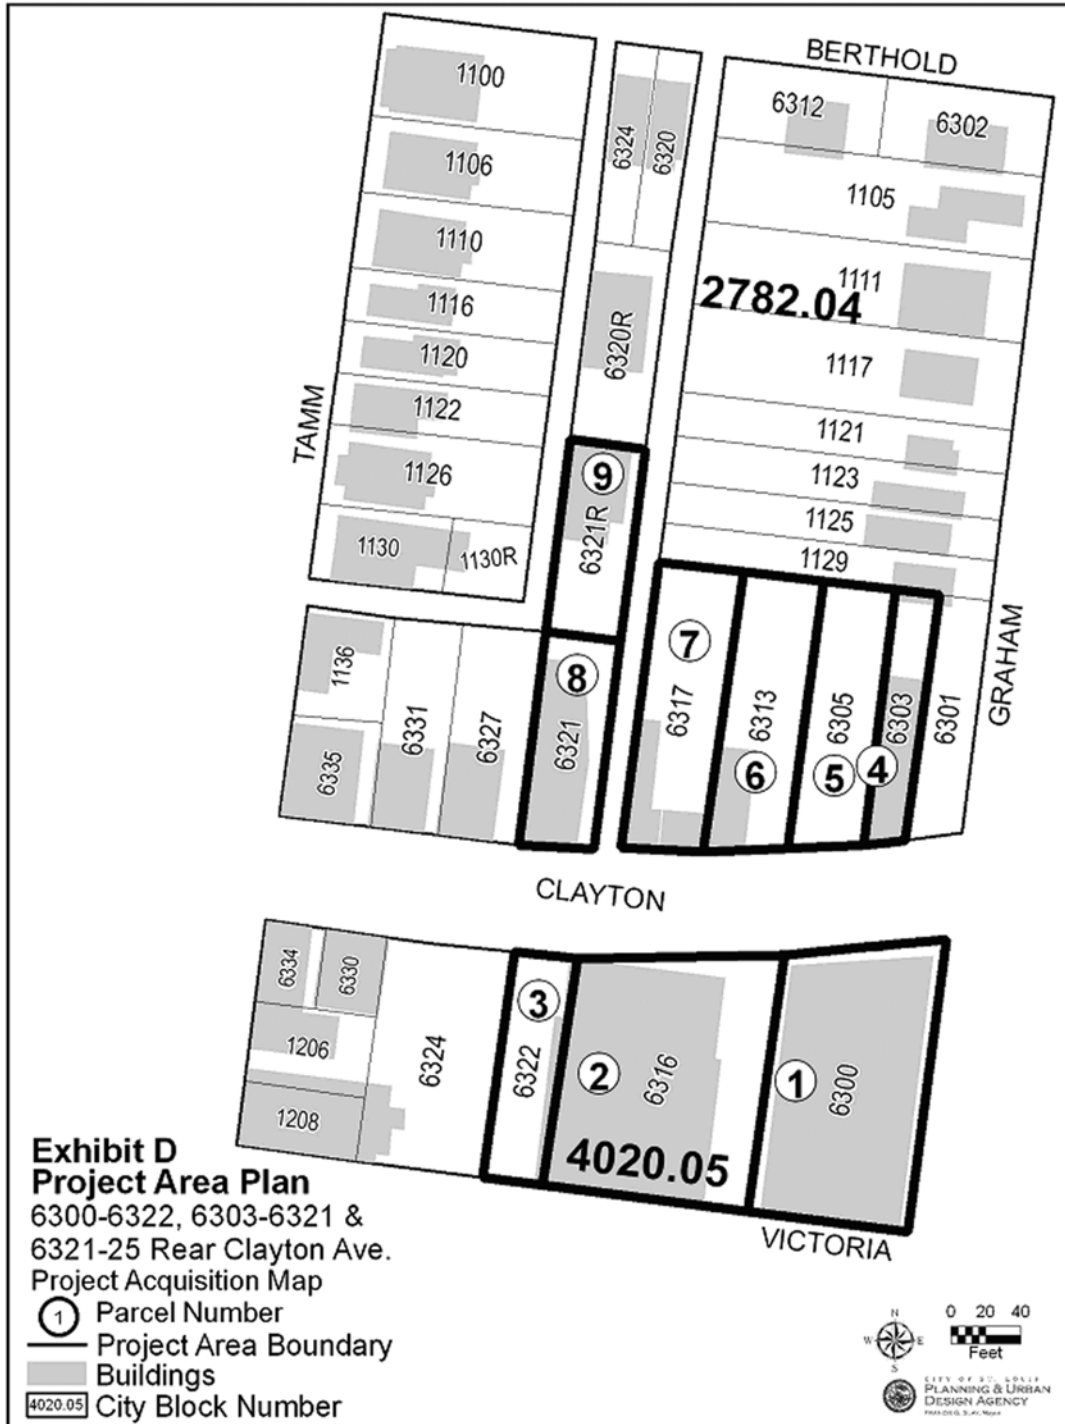 BERTHOLD
1100
6324
6320
6312
6302
1106
1105
1110
1111
2782.04
1116
6320R
1120
1117
TAMM
1122
1121
9
1126
1123
6321R
1125
1130
1130R
1129
7
GRAHAM
1136
8
6331
6327
6321
6317
6313
6305
6303
6301
6335
6
5
4
CLAYTON
6334
6330
3
1206
6324
6322
2
6316
1
6300
1208
4020.05
VICTORIA
Exhibit D
Project Area Plan
6300-6322, 6303-6321 &
6321-25 Rear Clayton Ave.
Project Acquisition Map
1 Parcel Number
Project Area Boundary
Buildings
4020.05 City Block Number
N
W E
S
0 20 40
Feet
CITY OF ST. LOUIS
PLANNING & URBAN
DESIGN AGENCY